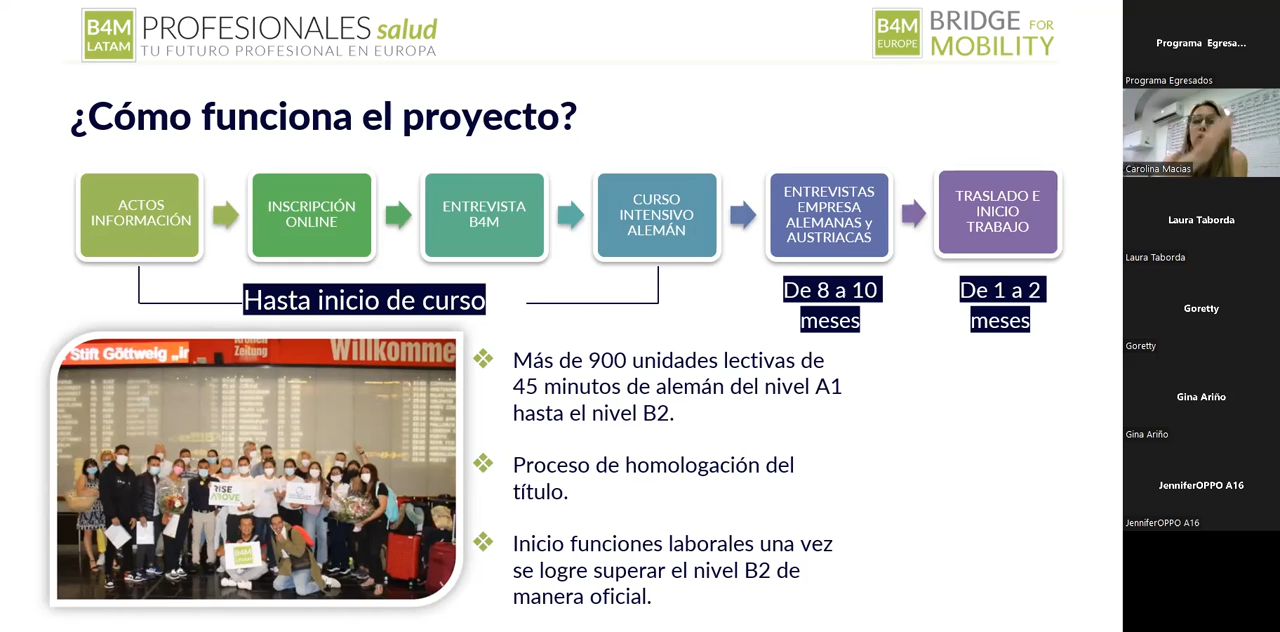 B4M
LATAM
PROFESIONALES salud
TU FUTURO PROFESIONAL EN EUROPA
B4M
EUROPE
BRIDGE FOR
MOBILITY
¿Cómo funciona el proyecto?
ACTOS
INFORMACIÓN
INSCRIPCIÓN
ONLINE
ENTREVISTA
B4M
CURSO
INTENSIVO
ALEMÁN
ENTREVISTAS
EMPRESA
ALEMANAS y
AUSTRIACAS
TRASLADO E
INICIO
TRABAJO
Hasta inicio de curso
De 8 a 10
meses
De 1 a 2
meses
Stift Göttweig „Ir
Zeitung
Willkomme
RISE
ABOVE
B4M
Más de 900 unidades lectivas de
45 minutos de alemán del nivel A1
hasta el nivel B2.
Proceso de homologación del
título.
Inicio funciones laborales una vez
se logre superar el nivel B2 de
manera oficial.
Programa Egresa...
Programa Egresados
Carolina Macias
Laura Taborda
Laura Taborda
Goretty
Goretty
Gina Ariño
Gina Ariño
JenniferOPPO A16
JenniferOPPO A16